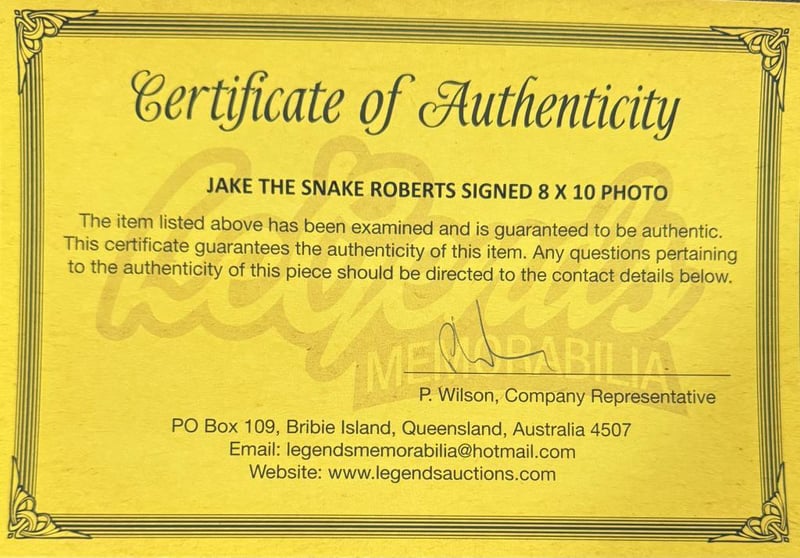 Certificate of Authenticity
JAKE THE SNAKE ROBERTS SIGNED 8 X 10 PHOTO
The item listed above has been examined and is guaranteed to be authentic.
This certificate guarantees the authenticity of this item. Any questions pertaining
to the authenticity of this piece should be directed to the contact details below.
Legends
MEMORABILIA
P. Wilson, Company Representative
PO Box 109, Bribie Island, Queensland, Australia 4507
Email: legendsmemorabilia@hotmail.com
Website: www.legendsauctions.com